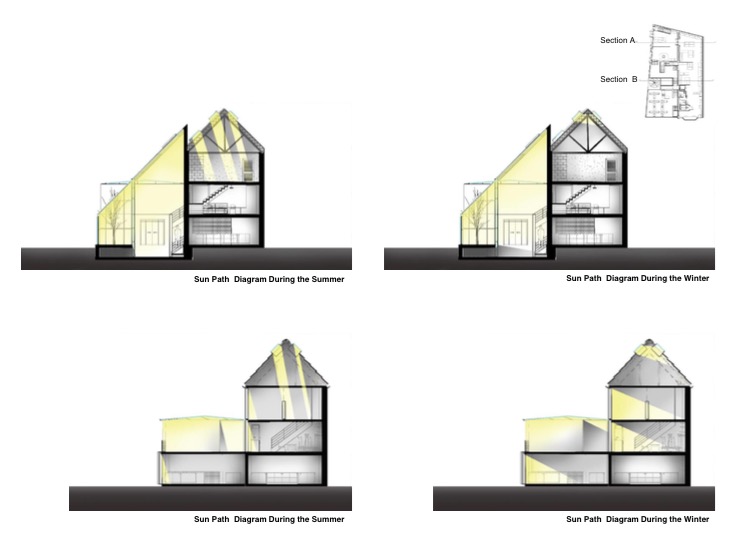 Section A
Section B
Sun Path Diagram During the Summer
Sun Path Diagram During the Winter
Sun Path Diagram During the Summer
Sun Path Diagram During the Winter